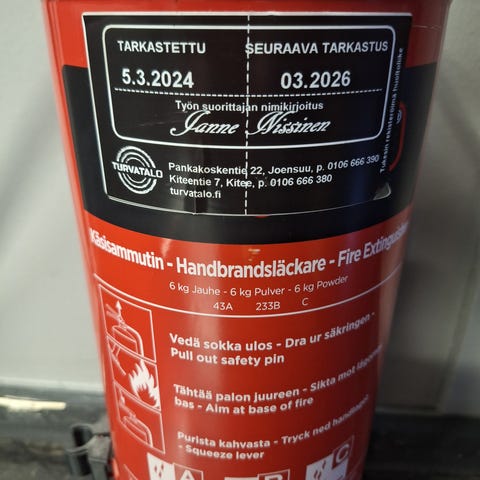 TARKASTETTU SEURAAVA TARKASTUS
5.3.2024 03.2026
Työn suorittajan nimikirjoitus
Janne Nissinen
TURVATALO
Pankakoskentie 22, Joensuu, p. 0106 666 390
Kiteentie 7, Kitee, p. 0106 666 380
turvatalo.fi
Tukesin rekisteröimä huoltoliike
Käsisammutin - Handbrandsläckare - Fire Extinguisher
6 kg Jauhe - 6 kg Pulver - 6 kg Powder
43A 233B C
Vedä sokka ulos - Dra ur säkringen -
Pull out safety pin
Tähtää palon juureen - Sikta mot lågornas
bas - Aim at base of fire
Purista kahvasta - Tryck ned handtaget
- Squeeze lever
A B C